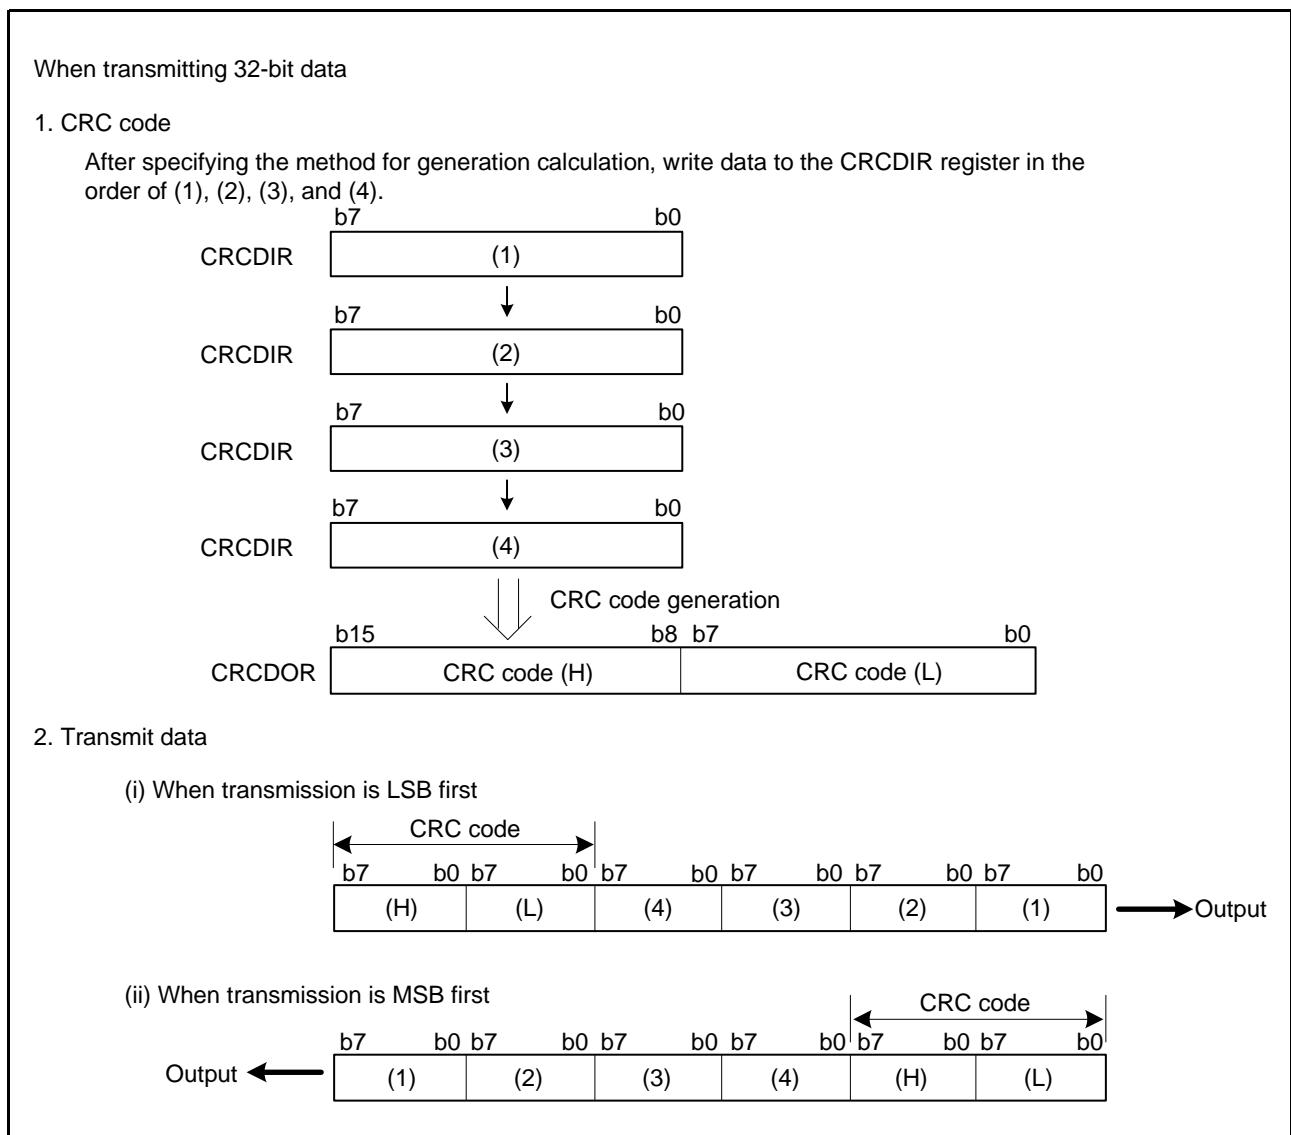 When transmitting 32-bit data
1. CRC code
After specifying the method for generation calculation, write data to the CRCDIR register in the
order of (1), (2), (3), and (4).
b7 b0
CRCDIR (1)
b7 b0
CRCDIR (2)
b7 b0
CRCDIR (3)
b7 b0
CRCDIR (4)
CRC code generation
b15 b8 b7 b0
CRCDOR CRC code (H) CRC code (L)
2. Transmit data
(i) When transmission is LSB first
CRC code
b7 b0 b7 b0 b7 b0 b7 b0 b7 b0 b7 b0
(H) (L) (4) (3) (2) (1) Output
(ii) When transmission is MSB first
CRC code
b7 b0 b7 b0 b7 b0 b7 b0 b7 b0 b7 b0
Output (1) (2) (3) (4) (H) (L)